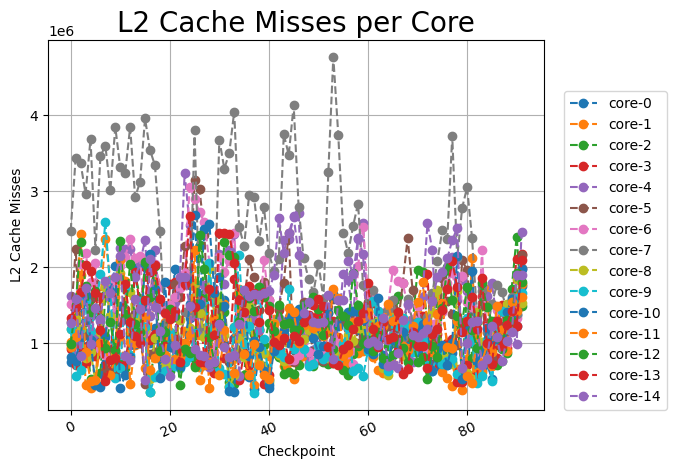 L2 Cache Misses per Core
1e6
4
3
2
1
L2 Cache Misses
0
20
40
60
80
Checkpoint
core-0
core-1
core-2
core-3
core-4
core-5
core-6
core-7
core-8
core-9
core-10
core-11
core-12
core-13
core-14